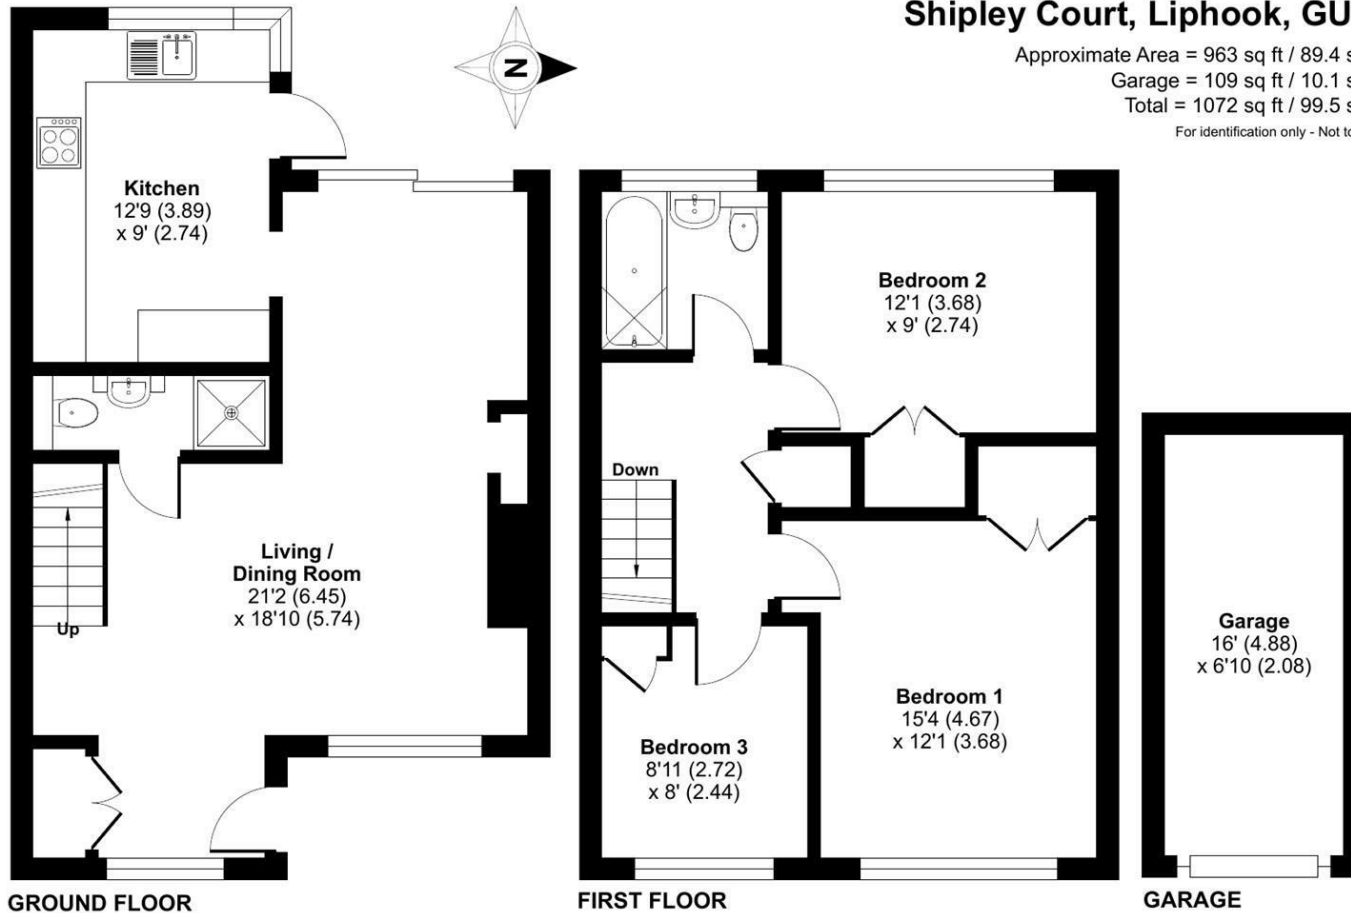 Shipley Court, Liphook, GU
Approximate Area = 963 sq ft / 89.4 s
Garage = 109 sq ft / 10.1 s
Total = 1072 sq ft / 99.5 s
For identification only - Not to
N
Kitchen
12'9 (3.89)
x 9' (2.74)
Living /
Dining Room
21'2 (6.45)
x 18'10 (5.74)
Up
GROUND FLOOR
Bedroom 2
12'1 (3.68)
x 9' (2.74)
Down
Bedroom 1
15'4 (4.67)
x 12'1 (3.68)
Bedroom 3
8'11 (2.72)
x 8' (2.44)
FIRST FLOOR
Garage
16' (4.88)
x 6'10 (2.08)
GARAGE